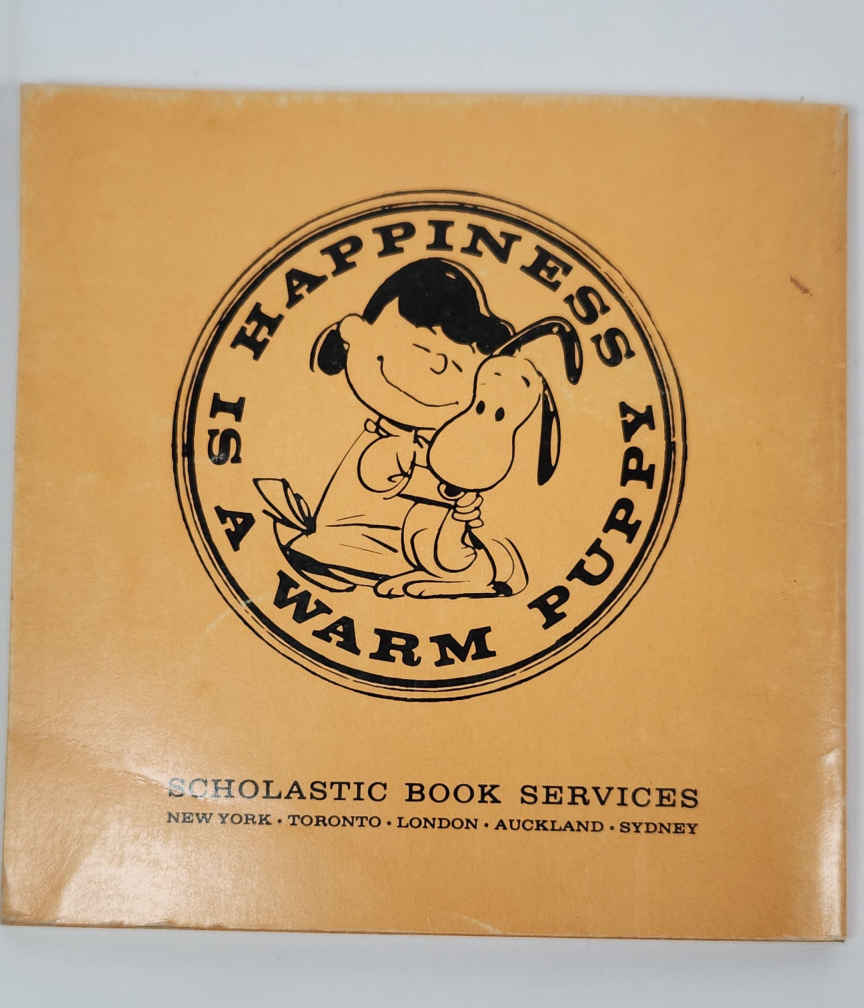 HAPPINESS
IS A WARM PUPPY
SCHOLASTIC BOOK SERVICES
NEW YORK • TORONTO • LONDON • AUCKLAND • SYDNEY